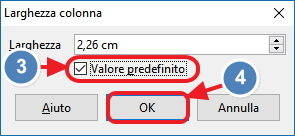 Larghezza colonna
Larghezza 2,26 cm
3 Valore predefinito
4
Aiuto OK Annulla